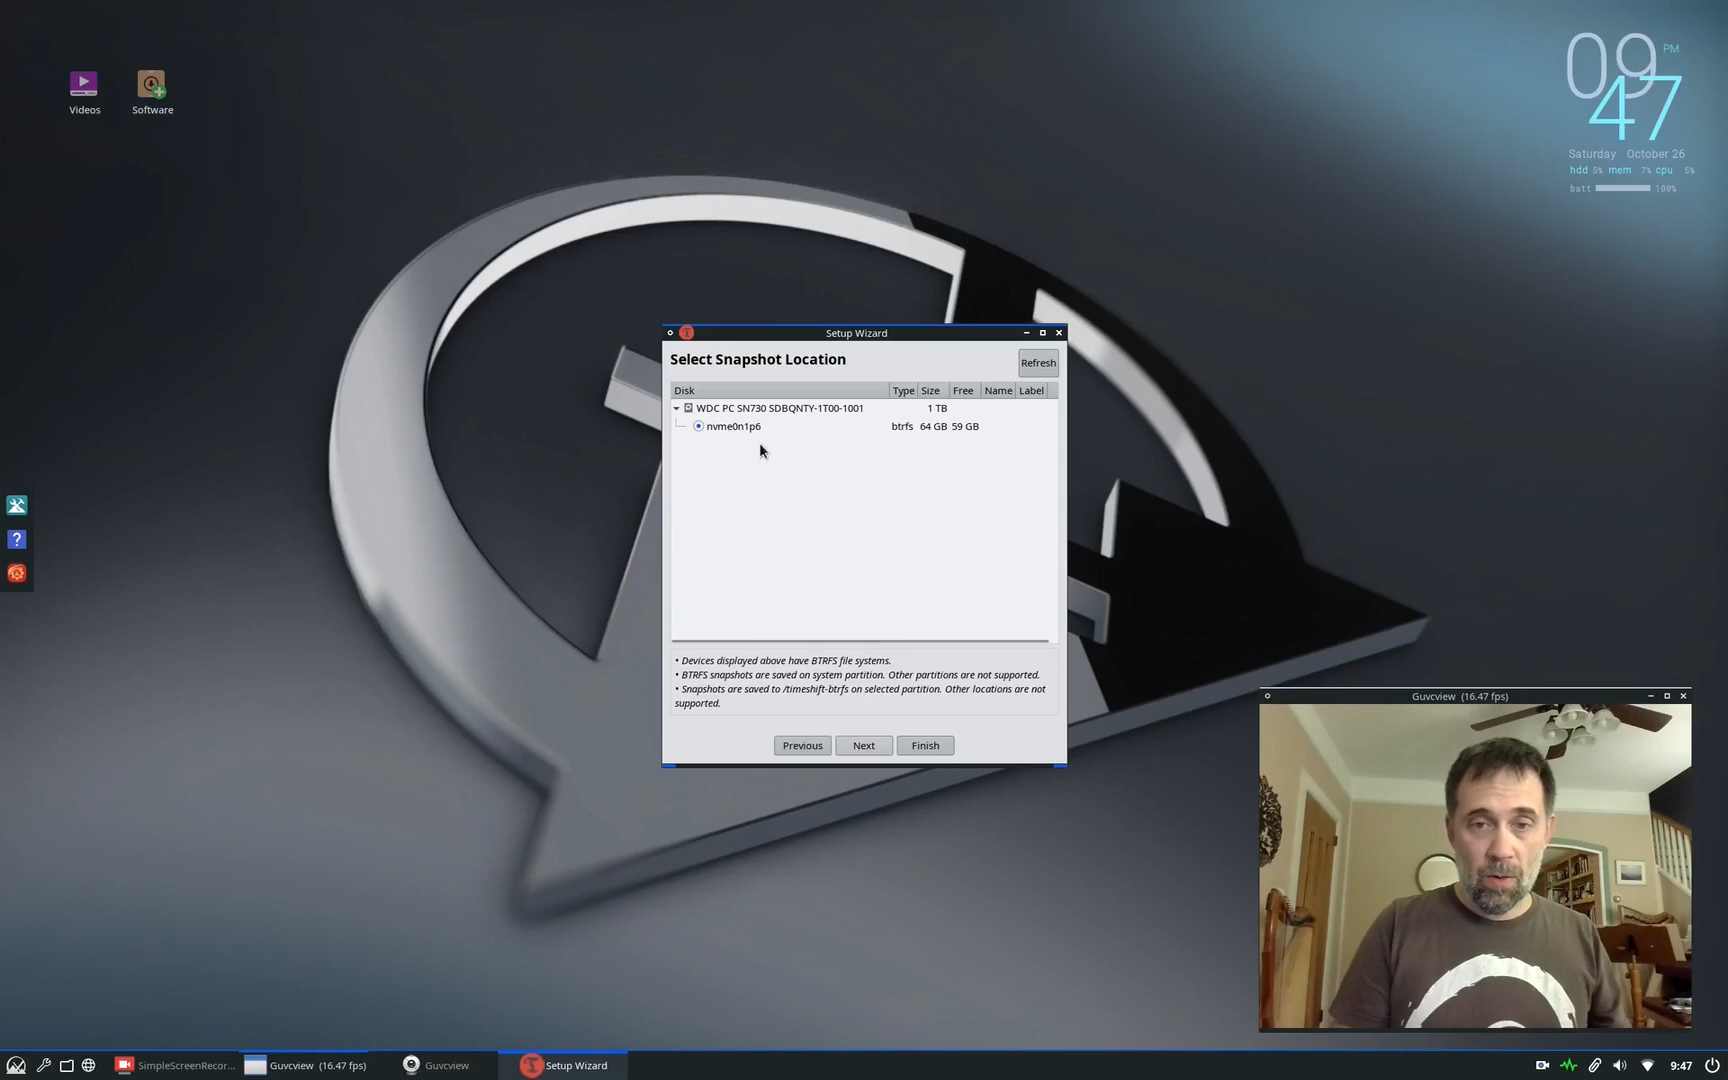 Videos
Software
09 PM
47
Saturday October 26
hdd 5% mem 7% cpu 5%
batt 100%
Setup Wizard
Select Snapshot Location
Refresh
Disk Type Size Free Name Label
WDC PC SN730 SDBQNTY-1T00-1001 1 TB
nvme0n1p6 btrfs 64 GB 59 GB
• Devices displayed above have BTRFS file systems.
• BTRFS snapshots are saved on system partition. Other partitions are not supported.
• Snapshots are saved to /timeshift-btrfs on selected partition. Other locations are not
supported.
Previous Next Finish
Guvcview (16.47 fps)
SimpleScreenRecor... Guvcview (16.47 fps) Guvcview Setup Wizard 9:47